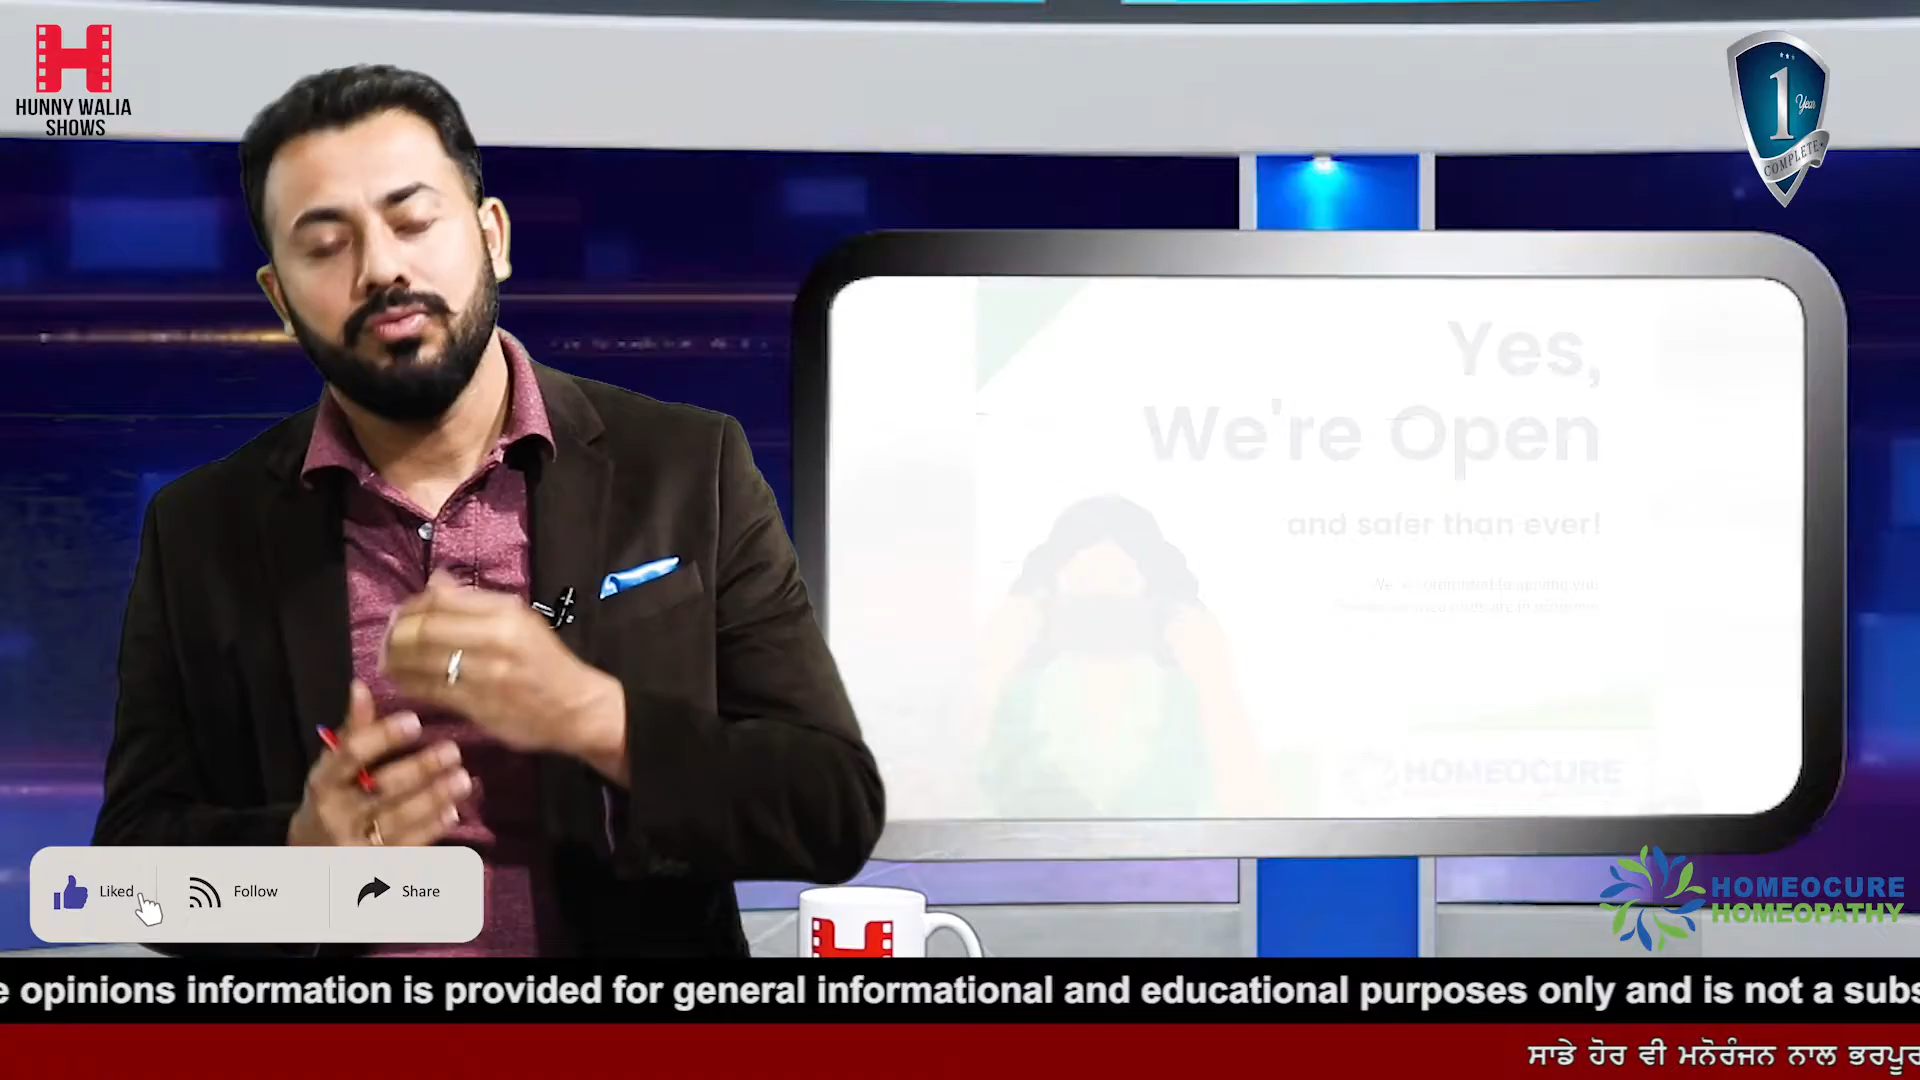 HUNNY WALIA
SHOWS
1
Year
COMPLETE
Yes,
We're Open
and safer than ever!
HOMEOCURE
Liked
Follow
Share
HOMEOCURE
HOMEOPATHY
e opinions information is provided for general informational and educational purposes only and is not a subs
ਸਾਡੇ ਹੋਰ ਵੀ ਮਨੋਰੰਜਨ ਨਾਲ ਭਰਪੂਰ